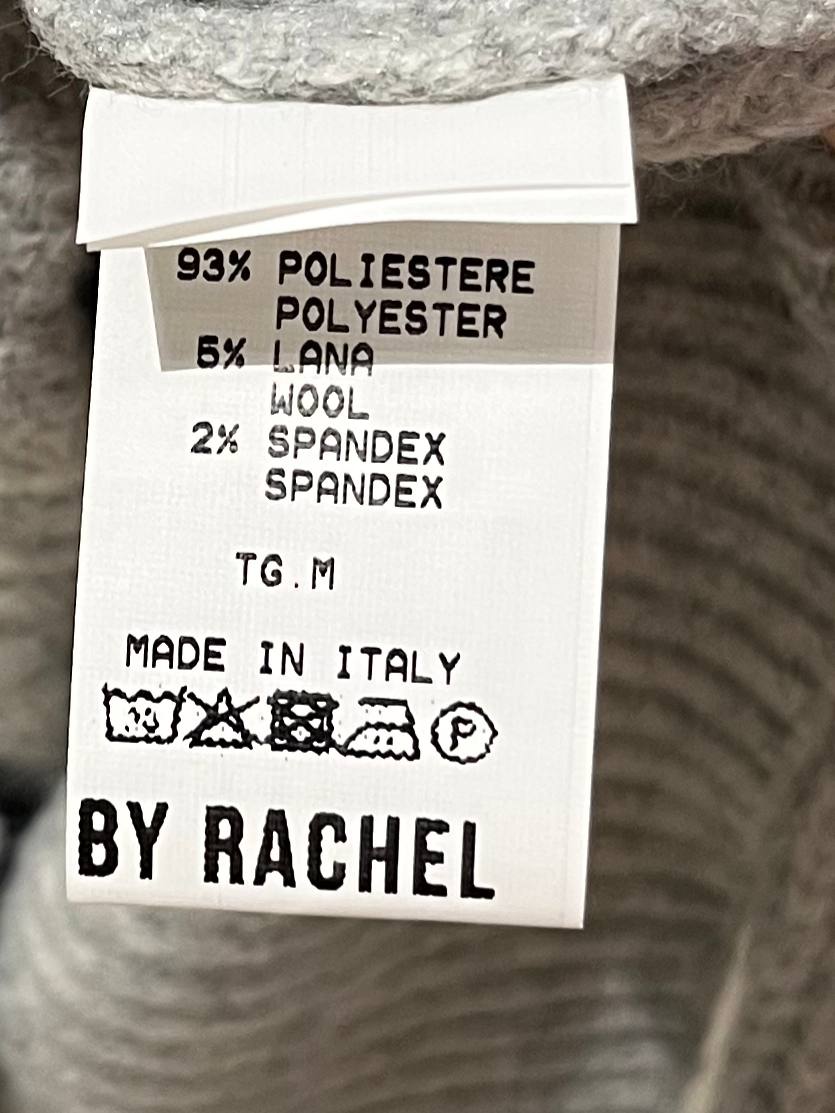 93% POLIESTERE
POLYESTER
5% LANA
WOOL
2% SPANDEX
SPANDEX
TG.M
MADE IN ITALY
P
BY RACHEL